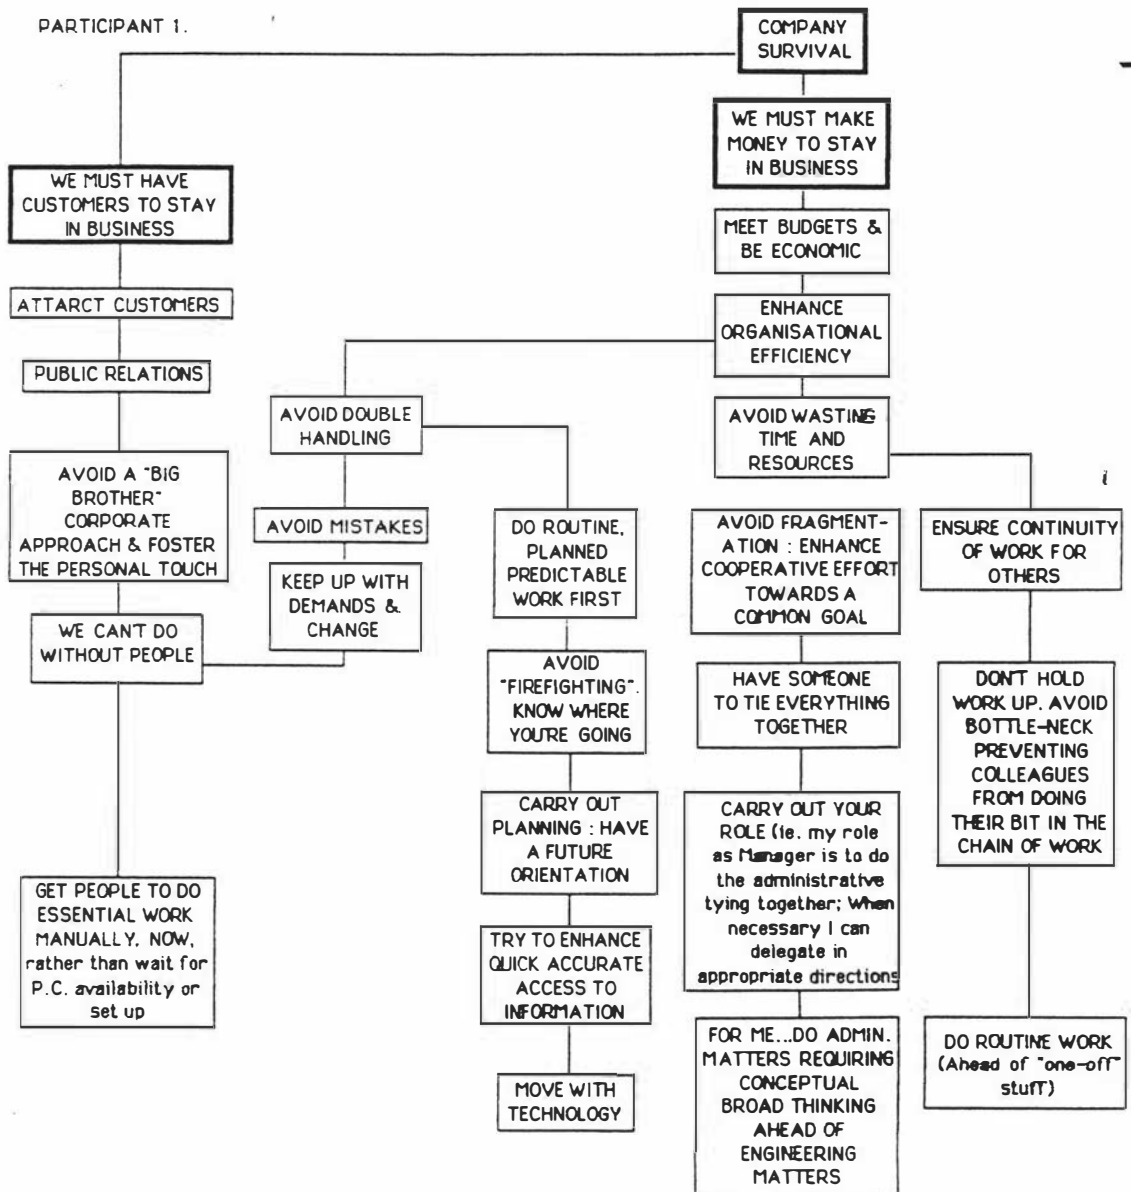 PARTICIPANT 1.
COMPANY
SURVIVAL
WE MUST MAKE
MONEY TO STAY
IN BUSINESS
WE MUST HAVE
CUSTOMERS TO STAY
IN BUSINESS
MEET BUDGETS &
BE ECONOMIC
ATTARCT CUSTOMERS
ENHANCE
ORGANISATIONAL
EFFICIENCY
PUBLIC RELATIONS
AVOID DOUBLE
HANDLING
AVOID WASTING
TIME AND
RESOURCES
AVOID A "BIG
BROTHER"
CORPORATE
APPROACH & FOSTER
THE PERSONAL TOUCH
AVOID MISTAKES
DO ROUTINE,
PLANNED
PREDICTABLE
WORK FIRST
AVOID FRAGMENT-
ATION : ENHANCE
COOPERATIVE EFFORT
TOWARDS A
COMMON GOAL
ENSURE CONTINUITY
OF WORK FOR
OTHERS
KEEP UP WITH
DEMANDS &
CHANGE
WE CAN'T DO
WITHOUT PEOPLE
AVOID
"FIREFIGHTING".
KNOW WHERE
YOU'RE GOING
HAVE SOMEONE
TO TIE EVERYTHING
TOGETHER
DON'T HOLD
WORK UP. AVOID
BOTTLE-NECK
PREVENTING
COLLEAGUES
FROM DOING
THEIR BIT IN THE
CHAIN OF WORK
CARRY OUT
PLANNING : HAVE
A FUTURE
ORIENTATION
CARRY OUT YOUR
ROLE (ie. my role
as Manager is to do
the administrative
tying together; When
necessary I can
delegate in
appropriate directions
GET PEOPLE TO DO
ESSENTIAL WORK
MANUALLY, NOW,
rather than wait for
P.C. availability or
set up
TRY TO ENHANCE
QUICK ACCURATE
ACCESS TO
INFORMATION
FOR ME...DO ADMIN.
MATTERS REQUIRING
CONCEPTUAL
BROAD THINKING
AHEAD OF
ENGINEERING
MATTERS
DO ROUTINE WORK
(Ahead of "one-off"
stuff)
MOVE WITH
TECHNOLOGY